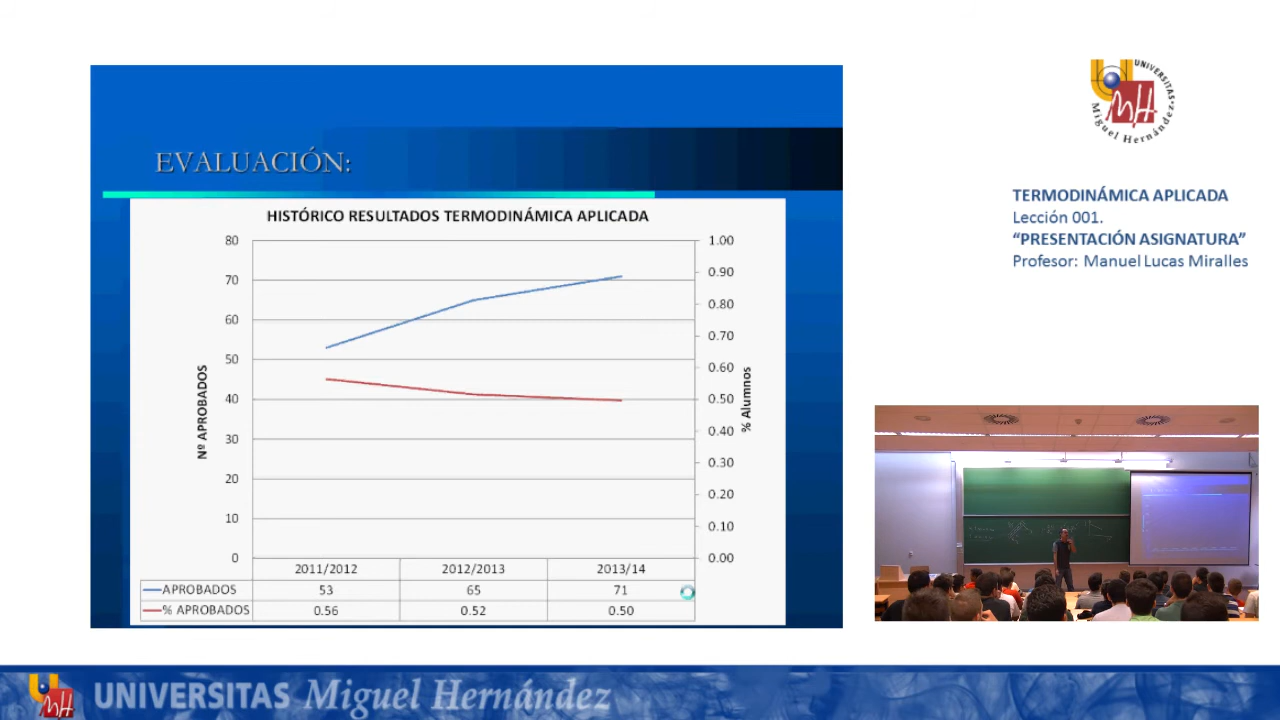 EVALUACIÓN:
HISTÓRICO RESULTADOS TERMODINÁMICA APLICADA
80
70
60
50
40
30
20
10
0
Nº APROBADOS
1.00
0.90
0.80
0.70
0.60
0.50
0.40
0.30
0.20
0.10
0.00
% Alumnos
2011/2012 2012/2013 2013/14
APROBADOS 53 65 71
% APROBADOS 0.56 0.52 0.50
UNIVERSITAS
Miguel Hernández
TERMODINÁMICA APLICADA
Lección 001.
“PRESENTACIÓN ASIGNATURA”
Profesor: Manuel Lucas Miralles
UNIVERSITAS Miguel Hernández